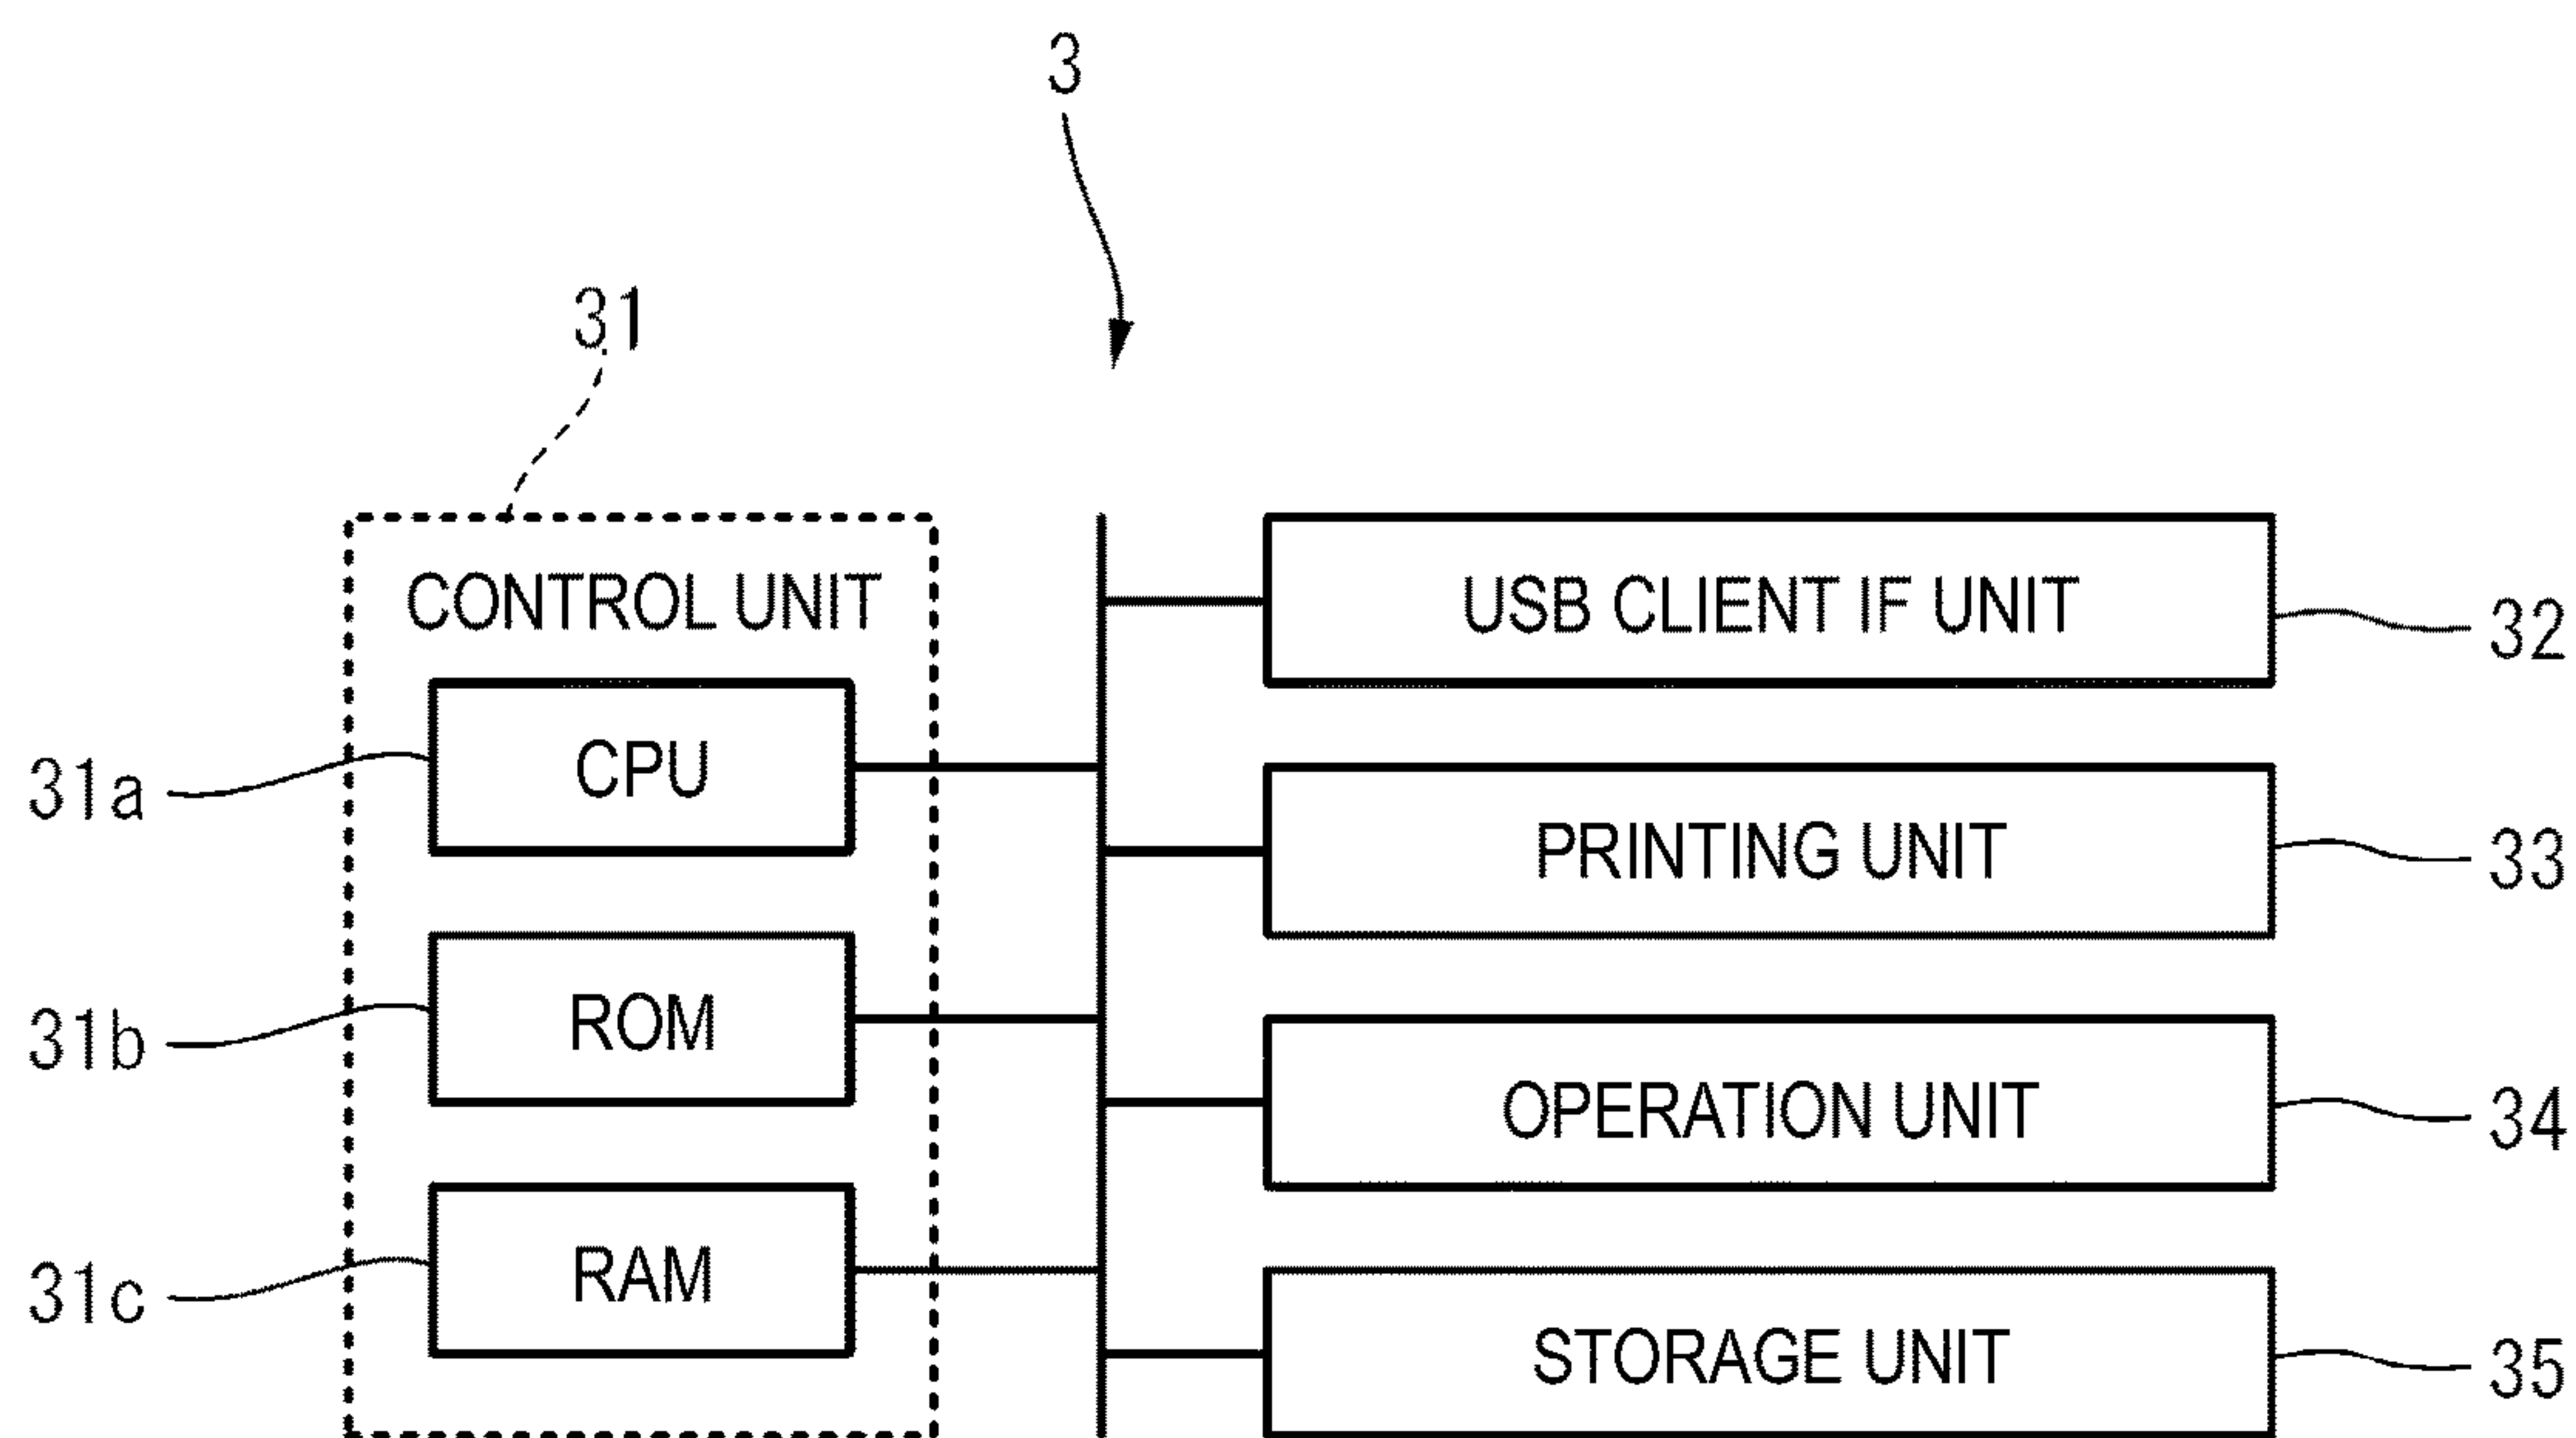 3
31
CONTROL UNIT
USB CLIENT IF UNIT
32
31a
CPU
PRINTING UNIT
33
31b
ROM
OPERATION UNIT
34
31c
RAM
STORAGE UNIT
35